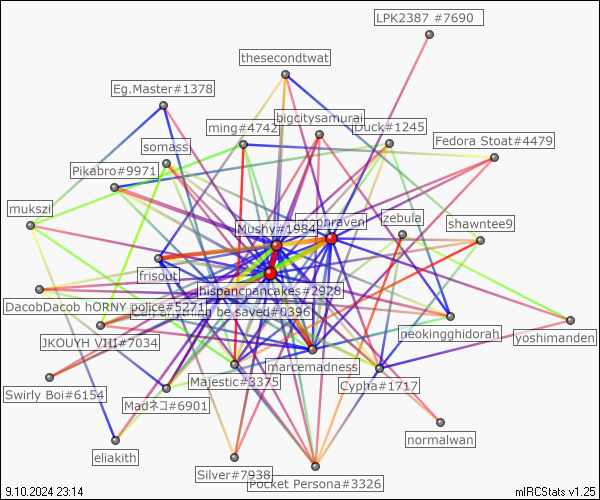 LPK2387 #7690
thesecondtwat
Eg.Master#1378
bigcitysamurai
ming#4742
Duck#1245
Fedora Stoat#4479
somass
Pikabro#9971
mukszi
zebula
shawntee9
Mushy#1984
frisout
hispancpancakes#2928
DacobDacob hORNY police#5271
be saved#0396
neokingghidorah
yoshimanden
JKOUYH VIII#7034
marcemadness
Majestic#3375
Cypha#1717
Swirly Boi#6154
Madネコ#6901
normalwan
eliakith
Silver#7938
Pocket Persona#3326
9.10.2024 23:14
mIRCStats v1.25